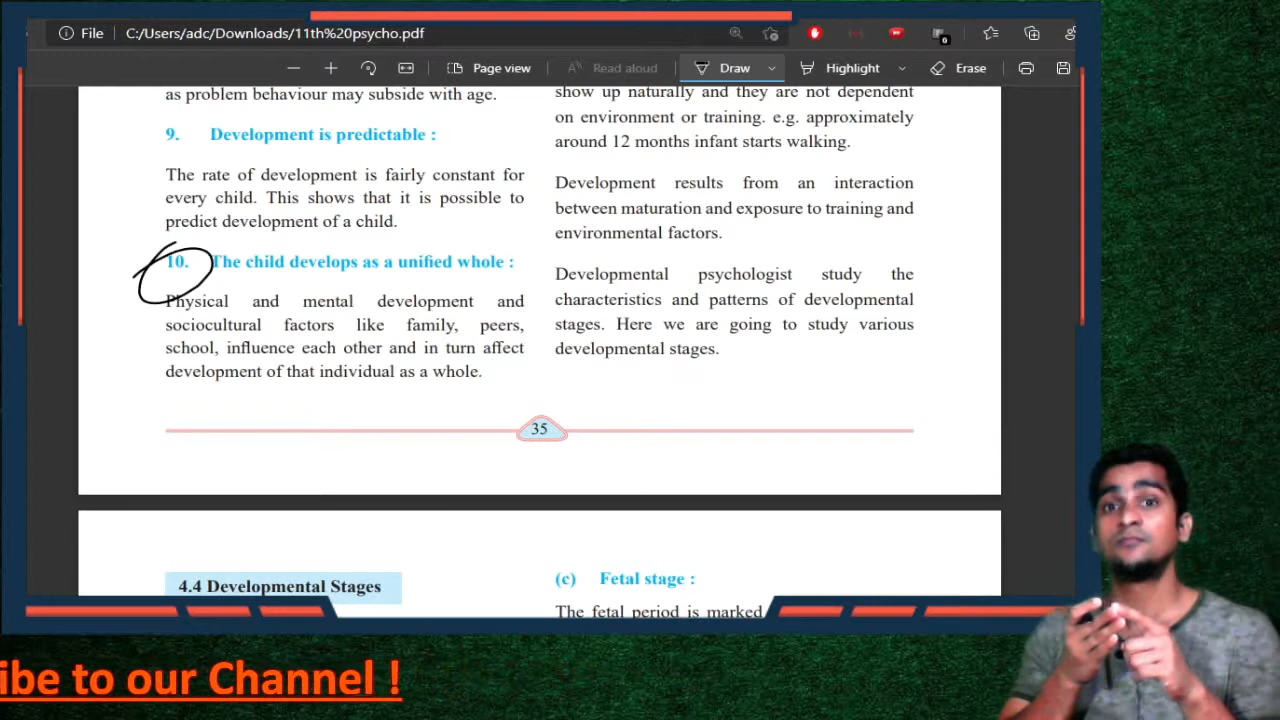 File
C:/Users/adc/Downloads/11th%20psycho.pdf
0
Page view
Read aloud
Draw
Highlight
Erase
as problem behaviour may subside with age.
9. Development is predictable :
The rate of development is fairly constant for
every child. This shows that it is possible to
predict development of a child.
10. The child develops as a unified whole :
Physical and mental development and
sociocultural factors like family, peers,
school, influence each other and in turn affect
development of that individual as a whole.
show up naturally and they are not dependent
on environment or training. e.g. approximately
around 12 months infant starts walking.
Development results from an interaction
between maturation and exposure to training and
environmental factors.
Developmental psychologist study the
characteristics and patterns of developmental
stages. Here we are going to study various
developmental stages.
35
4.4 Developmental Stages
(c) Fetal stage :
The fetal period is marked
ibe to our Channel !